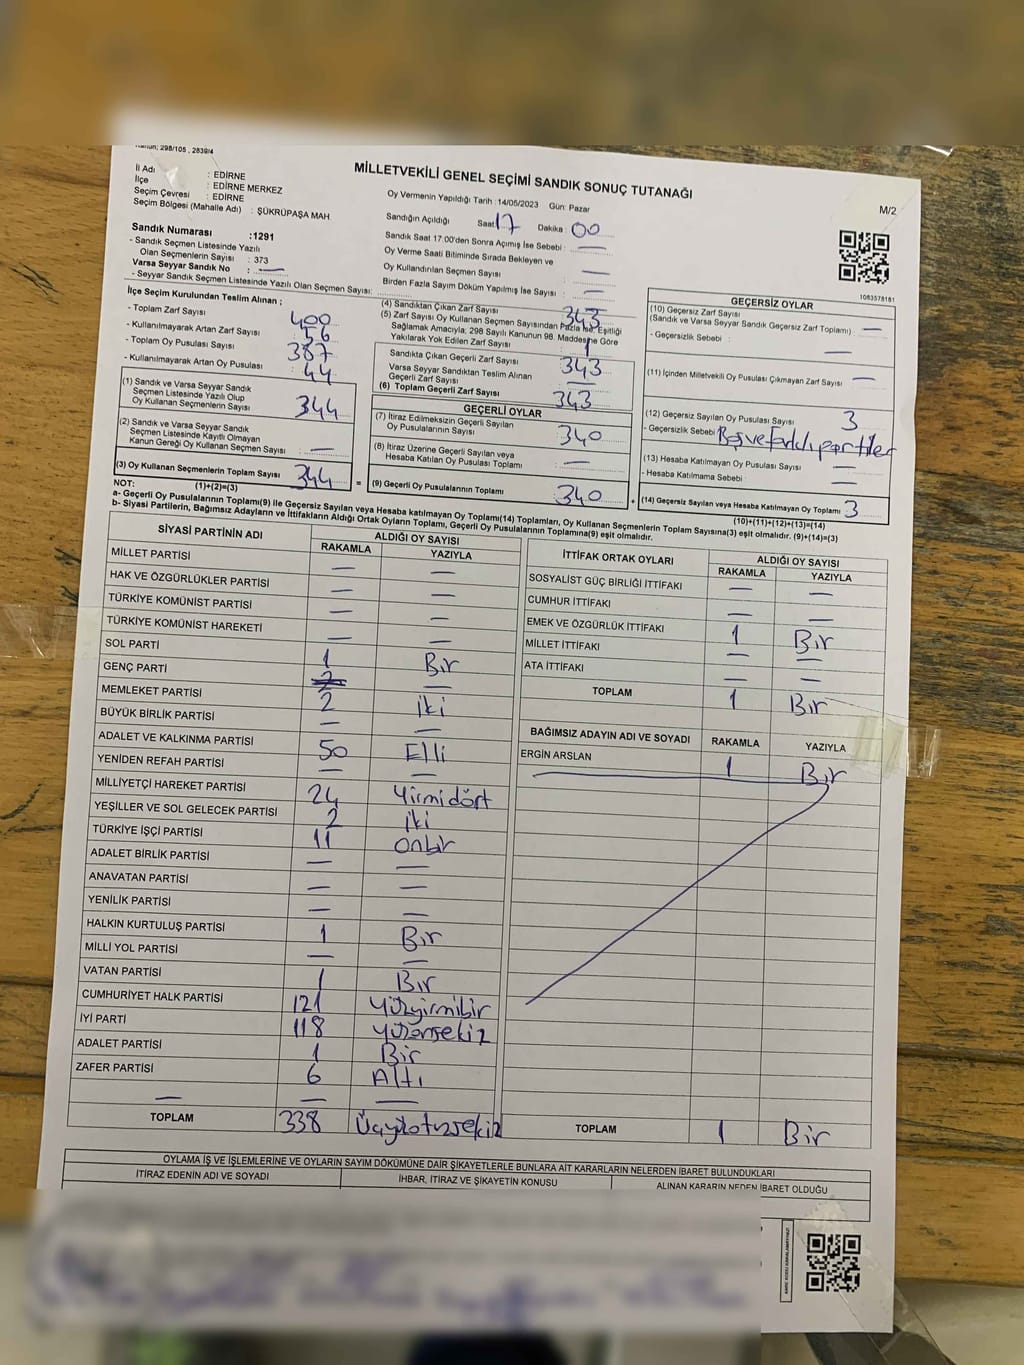 Kanun; 298/105 , 2839/4
MİLLETVEKİLİ GENEL SEÇİMİ SANDIK SONUÇ TUTANAĞI
M/2
İl Adı : EDİRNE
İlçe : EDİRNE MERKEZ
Seçim Çevresi : EDİRNE
Seçim Bölgesi (Mahalle Adı) : ŞÜKRÜPAŞA MAH.
Sandık Numarası :1291
- Sandık Seçmen Listesinde Yazılı
Olan Seçmenlerin Sayısı : 373
Varsa Seyyar Sandık No : —
- Seyyar Sandık Seçmen Listesinde Yazılı Olan Seçmen Sayısı:
Oy Vermenin Yapıldığı Tarih :14/05/2023 Gün: Pazar
Sandığın Açıldığı Saat 17 Dakika : 00
Sandık Saat 17:00'den Sonra Açımış İse Sebebi : —
Oy Verme Saati Bitiminde Sırada Bekleyen ve
Oy Kullandırılan Seçmen Sayısı : —
Birden Fazla Sayım Döküm Yapılmış İse Sayısı : —
1083578181
İlçe Seçim Kurulundan Teslim Alınan ;
- Toplam Zarf Sayısı : 400
- Kullanılmayarak Artan Zarf Sayısı : 56
- Toplam Oy Pusulası Sayısı : 387
- Kullanılmayarak Artan Oy Pusulası : 44
(1) Sandık ve Varsa Seyyar Sandık
Seçmen Listesinde Yazılı Olup
Oy Kullanan Seçmenlerin Sayısı 344
(2) Sandık ve Varsa Seyyar Sandık
Seçmen Listesinde Kayıtlı Olmayan
Kanun Gereği Oy Kullanan Seçmen Sayısı —
(3) Oy Kullanan Seçmenlerin Toplam Sayısı 344
(1)+(2)=(3)
(4) Sandıktan Çıkan Zarf Sayısı : 343
(5) Zarf Sayısı Oy Kullanan Seçmen Sayısından Fazla İse, Eşitliği
Sağlamak Amacıyla, 298 Sayılı Kanunun 98. Maddesine Göre
Yakılarak Yok Edilen Zarf Sayısı : 1
Sandıkta Çıkan Geçerli Zarf Sayısı 343
Varsa Seyyar Sandıktan Teslim Alınan
Geçerli Zarf Sayısı —
(6) Toplam Geçerli Zarf Sayısı 343
GEÇERLİ OYLAR
(7) İtiraz Edilmeksizin Geçerli Sayılan
Oy Pusulalarının Sayısı 340
(8) İtiraz Üzerine Geçerli Sayılan veya
Hesaba Katılan Oy Pusulası Toplamı —
= (9) Geçerli Oy Pusulalarının Toplamı 340
GEÇERSİZ OYLAR
(10) Geçersiz Zarf Sayısı
(Sandık ve Varsa Seyyar Sandık Geçersiz Zarf Toplamı) : —
- Geçersizlik Sebebi : —
(11) İçinden Milletvekili Oy Pusulası Çıkmayan Zarf Sayısı —
(12) Geçersiz Sayılan Oy Pusulası Sayısı 3
- Geçersizlik Sebebi : Boş ve farklı partiler
(13) Hesaba Katılmayan Oy Pusulası Sayısı —
- Hesaba Katılmama Sebebi : —
+ (14) Geçersiz Sayılan veya Hesaba Katılmayan Oy Toplamı 3
(10)+(11)+(12)+(13)=(14)
NOT:
a- Geçerli Oy Pusulalarının Toplamı(9) ile Geçersiz Sayılan veya Hesaba Katılmayan Oy Toplamı(14) Toplamları, Oy Kullanan Seçmenlerin Toplam Sayısına(3) eşit olmalıdır. (9)+(14)=(3)
b- Siyasi Partilerin, Bağımsız Adayların ve İttifakların Aldığı Ortak Oyların Toplamı, Geçerli Oy Pusulalarının Toplamına(9) eşit olmalıdır.
SİYASİ PARTİNİN ADI ALDIĞI OY SAYISI
RAKAMLA YAZIYLA
MİLLET PARTİSİ — —
HAK VE ÖZGÜRLÜKLER PARTİSİ — —
TÜRKİYE KOMÜNİST PARTİSİ — —
TÜRKİYE KOMÜNİST HAREKETİ — —
SOL PARTİ 1 Bir
GENÇ PARTİ —
MEMLEKET PARTİSİ 2 İki
BÜYÜK BİRLİK PARTİSİ — —
ADALET VE KALKINMA PARTİSİ 50 Elli
YENİDEN REFAH PARTİSİ — —
MİLLİYETÇİ HAREKET PARTİSİ 24 Yirmidört
YEŞİLLER VE SOL GELECEK PARTİSİ 2 İki
TÜRKİYE İŞÇİ PARTİSİ 11 Onbir
ADALET BİRLİK PARTİSİ — —
ANAVATAN PARTİSİ — —
YENİLİK PARTİSİ — —
HALKIN KURTULUŞ PARTİSİ 1 Bir
MİLLİ YOL PARTİSİ — —
VATAN PARTİSİ 1 Bir
CUMHURİYET HALK PARTİSİ 121 Yüzyirmibir
İYİ PARTİ 118 Yüzonsekiz
ADALET PARTİSİ 1 Bir
ZAFER PARTİSİ 6 Altı
— — —
TOPLAM 338 Üçyüzotuzsekiz
İTTİFAK ORTAK OYLARI ALDIĞI OY SAYISI
RAKAMLA YAZIYLA
SOSYALİST GÜÇ BİRLİĞİ İTTİFAKI — —
CUMHUR İTTİFAKI — —
EMEK VE ÖZGÜRLÜK İTTİFAKI 1 Bir
MİLLET İTTİFAKI — —
ATA İTTİFAKI — —
TOPLAM 1 Bir
BAĞIMSIZ ADAYIN ADI VE SOYADI RAKAMLA YAZIYLA
ERGİN ARSLAN 1 Bir
TOPLAM 1 Bir
OYLAMA İŞ VE İŞLEMLERİNE VE OYLARIN SAYIM DÖKÜMÜNE DAİR ŞİKAYETLERLE BUNLARA AİT KARARLARIN NELERDEN İBARET BULUNDUKLARI
İTİRAZ EDENİN ADI VE SOYADI İHBAR, İTİRAZ VE ŞİKAYETİN KONUSU ALINAN KARARIN NEDEN İBARET OLDUĞU